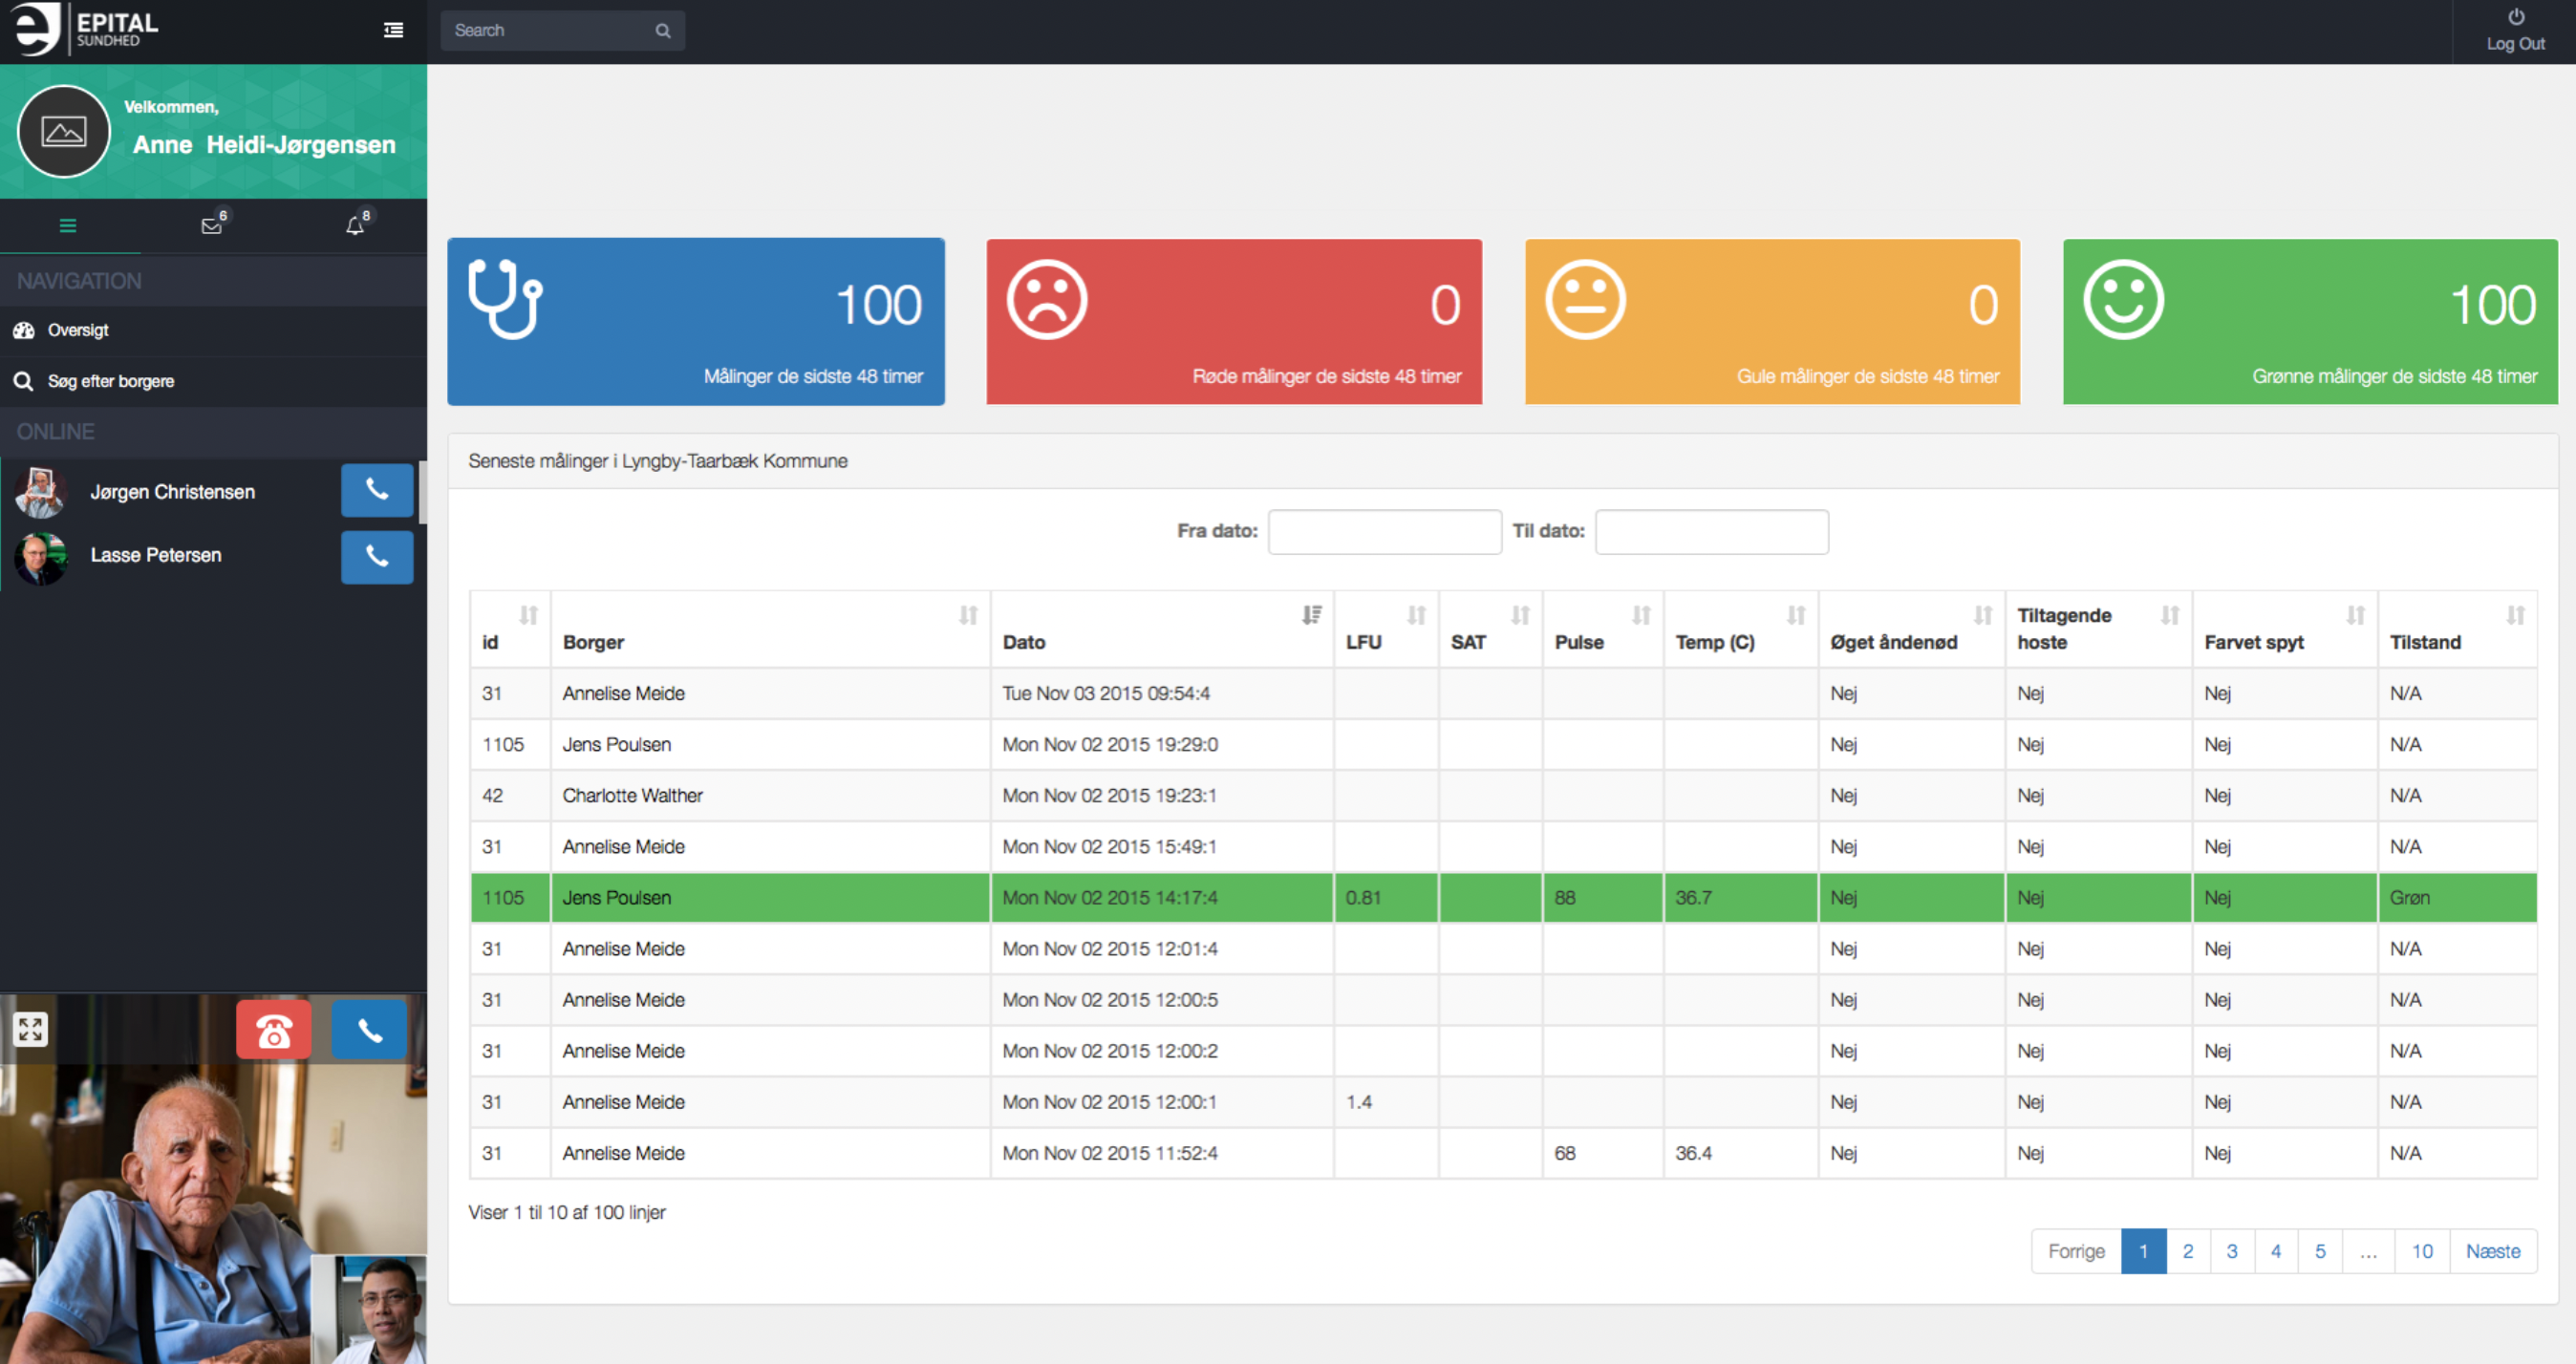 EPITAL
SUNDHED
Search
Log Out
Velkommen,
Anne Heidi-Jørgensen
6
8
NAVIGATION
Oversigt
Søg efter borgere
ONLINE
Jørgen Christensen
Lasse Petersen
100
Målinger de sidste 48 timer
0
Røde målinger de sidste 48 timer
0
Gule målinger de sidste 48 timer
100
Grønne målinger de sidste 48 timer
Seneste målinger i Lyngby-Taarbæk Kommune
Fra dato: Til dato:
id Borger Dato LFU SAT Pulse Temp (C) Øget åndenød Tiltagende hoste Farvet spyt Tilstand
31 Annelise Meide Tue Nov 03 2015 09:54:4 Nej Nej Nej N/A
1105 Jens Poulsen Mon Nov 02 2015 19:29:0 Nej Nej Nej N/A
42 Charlotte Walther Mon Nov 02 2015 19:23:1 Nej Nej Nej N/A
31 Annelise Meide Mon Nov 02 2015 15:49:1 Nej Nej Nej N/A
1105 Jens Poulsen Mon Nov 02 2015 14:17:4 0.81 88 36.7 Nej Nej Nej Grøn
31 Annelise Meide Mon Nov 02 2015 12:01:4 Nej Nej Nej N/A
31 Annelise Meide Mon Nov 02 2015 12:00:5 Nej Nej Nej N/A
31 Annelise Meide Mon Nov 02 2015 12:00:2 Nej Nej Nej N/A
31 Annelise Meide Mon Nov 02 2015 12:00:1 1.4 Nej Nej Nej N/A
31 Annelise Meide Mon Nov 02 2015 11:52:4 68 36.4 Nej Nej Nej N/A
Viser 1 til 10 af 100 linjer
Forrige 1 2 3 4 5 ... 10 Næste